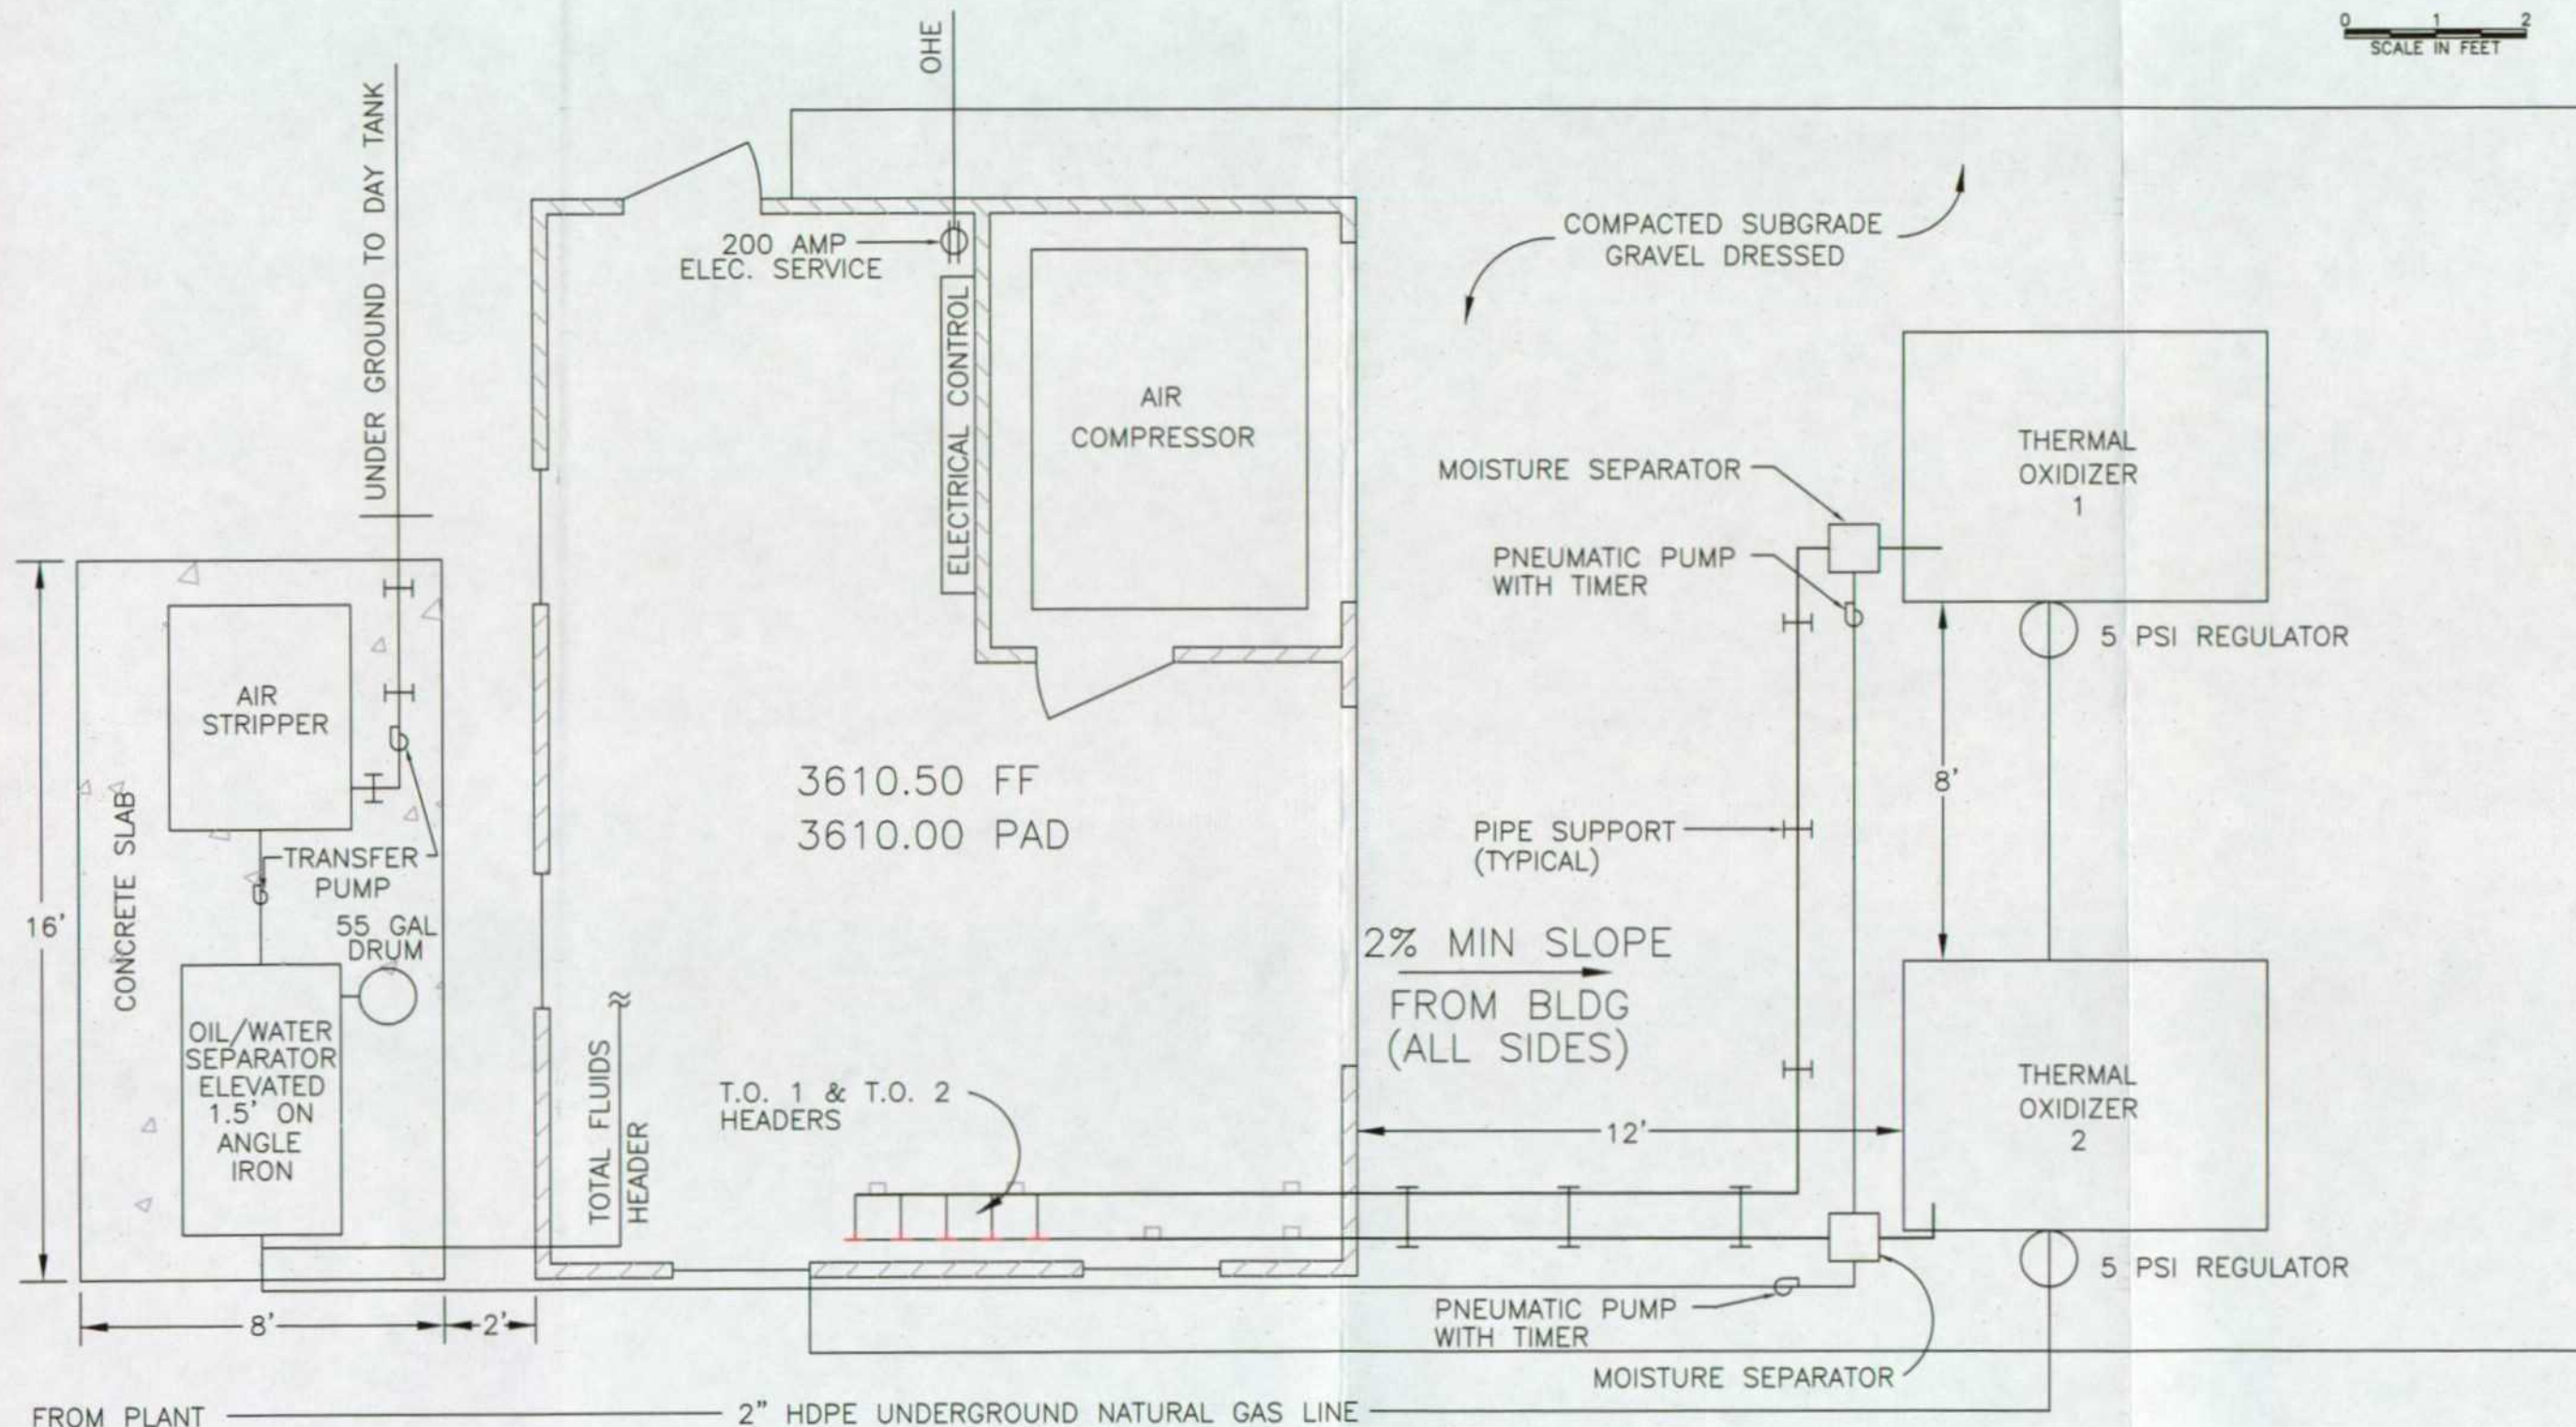 0 1 2
SCALE IN FEET
OHE
UNDER GROUND TO DAY TANK
200 AMP
ELEC. SERVICE
ELECTRICAL CONTROL
AIR
COMPRESSOR
COMPACTED SUBGRADE
GRAVEL DRESSED
THERMAL
OXIDIZER
1
MOISTURE SEPARATOR
PNEUMATIC PUMP
WITH TIMER
5 PSI REGULATOR
AIR
STRIPPER
3610.50 FF
3610.00 PAD
8'
PIPE SUPPORT
(TYPICAL)
CONCRETE SLAB
TRANSFER
PUMP
16'
55 GAL
DRUM
2% MIN SLOPE
FROM BLDG
(ALL SIDES)
OIL/WATER
SEPARATOR
ELEVATED
1.5' ON
ANGLE
IRON
TOTAL FLUIDS
HEADER
T.O. 1 & T.O. 2
HEADERS
12'
THERMAL
OXIDIZER
2
5 PSI REGULATOR
8'
2'
PNEUMATIC PUMP
WITH TIMER
MOISTURE SEPARATOR
FROM PLANT
2" HDPE UNDERGROUND NATURAL GAS LINE